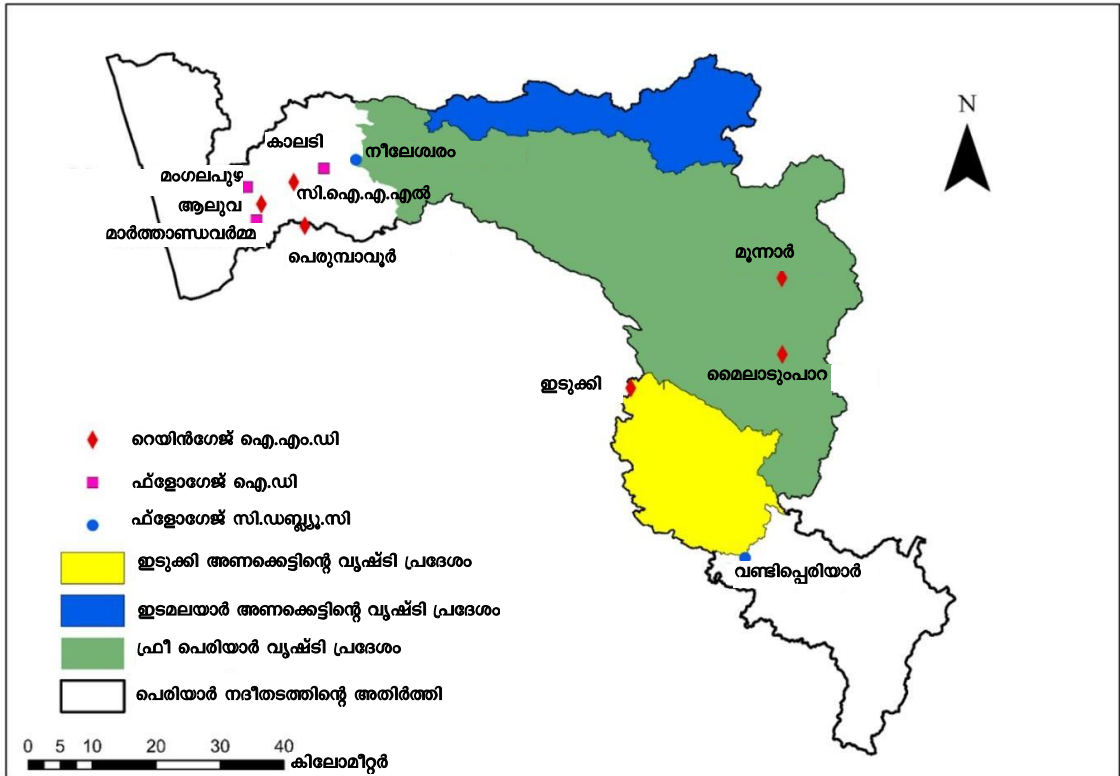 N
കാലടി
നീലേശ്വരം
മംഗലപുഴ
സി.ഐ.എ.എൽ
ആലുവ
മാർത്താണ്ഡവർമ്മ
പെരുമ്പാവൂർ
മൂന്നാർ
മൈലാടുംപാറ
ഇടുക്കി
റെയിൻഗേജ് ഐ.എം.ഡി
ഫ്ളോഗേജ് ഐ.ഡി
ഫ്ളോഗേജ് സി.ഡബ്ല്യൂ.സി
ഇടുക്കി അണക്കെട്ടിന്റെ വൃഷ്ടി പ്രദേശം
വണ്ടിപ്പെരിയാർ
ഇടമലയാർ അണക്കെട്ടിന്റെ വൃഷ്ടി പ്രദേശം
ഫ്രീ പെരിയാർ വൃഷ്ടി പ്രദേശം
പെരിയാർ നദീതടത്തിന്റെ അതിർത്തി
0 5 10 20 30 40
കിലോമീറ്റർ